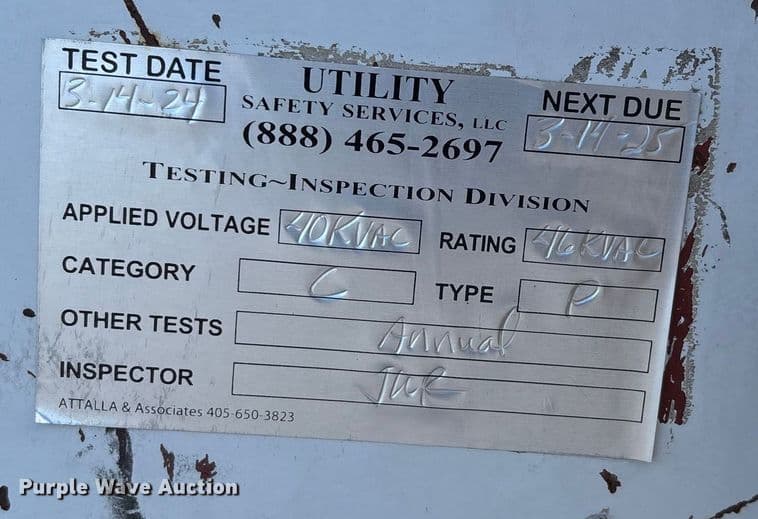 TEST DATE
3-14-24
UTILITY
SAFETY SERVICES, LLC
(888) 465-2697
NEXT DUE
3-14-25
TESTING~INSPECTION DIVISION
APPLIED VOLTAGE 40KVAC RATING 46KVAC
CATEGORY C TYPE P
OTHER TESTS Annual
INSPECTOR
ATTALLA & Associates 405-650-3823
Purple Wave Auction